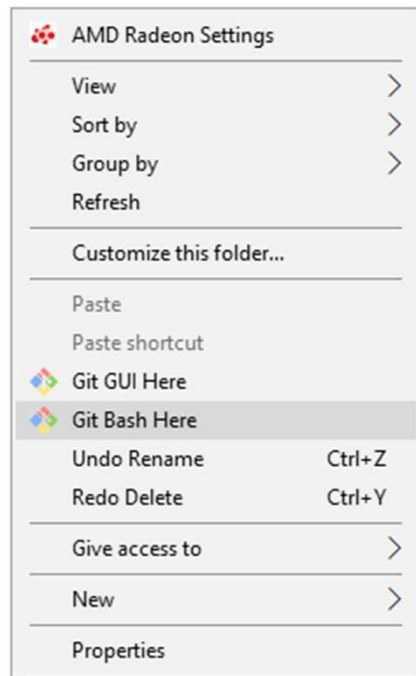 AMD Radeon Settings
View
Sort by
Group by
Refresh
Customize this folder...
Paste
Paste shortcut
Git GUI Here
Git Bash Here
Undo Rename Ctrl+Z
Redo Delete Ctrl+Y
Give access to
New
Properties